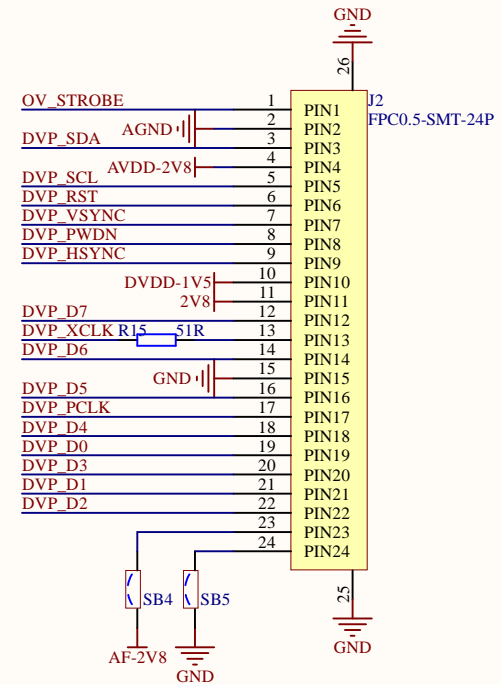 GND
26
J2
FPC0.5-SMT-24P
OV_STROBE 1 PIN1
AGND 2 PIN2
DVP_SDA 3 PIN3
AVDD-2V8 4 PIN4
DVP_SCL 5 PIN5
DVP_RST 6 PIN6
DVP_VSYNC 7 PIN7
DVP_PWDN 8 PIN8
DVP_HSYNC 9 PIN9
DVDD-1V5 10 PIN10
2V8 11 PIN11
DVP_D7 12 PIN12
DVP_XCLK R15 51R 13 PIN13
DVP_D6 14 PIN14
GND 15 PIN15
DVP_D5 16 PIN16
DVP_PCLK 17 PIN17
DVP_D4 18 PIN18
DVP_D0 19 PIN19
DVP_D3 20 PIN20
DVP_D1 21 PIN21
DVP_D2 22 PIN22
23 PIN23
24 PIN24
SB4 SB5
25
AF-2V8
GND
GND